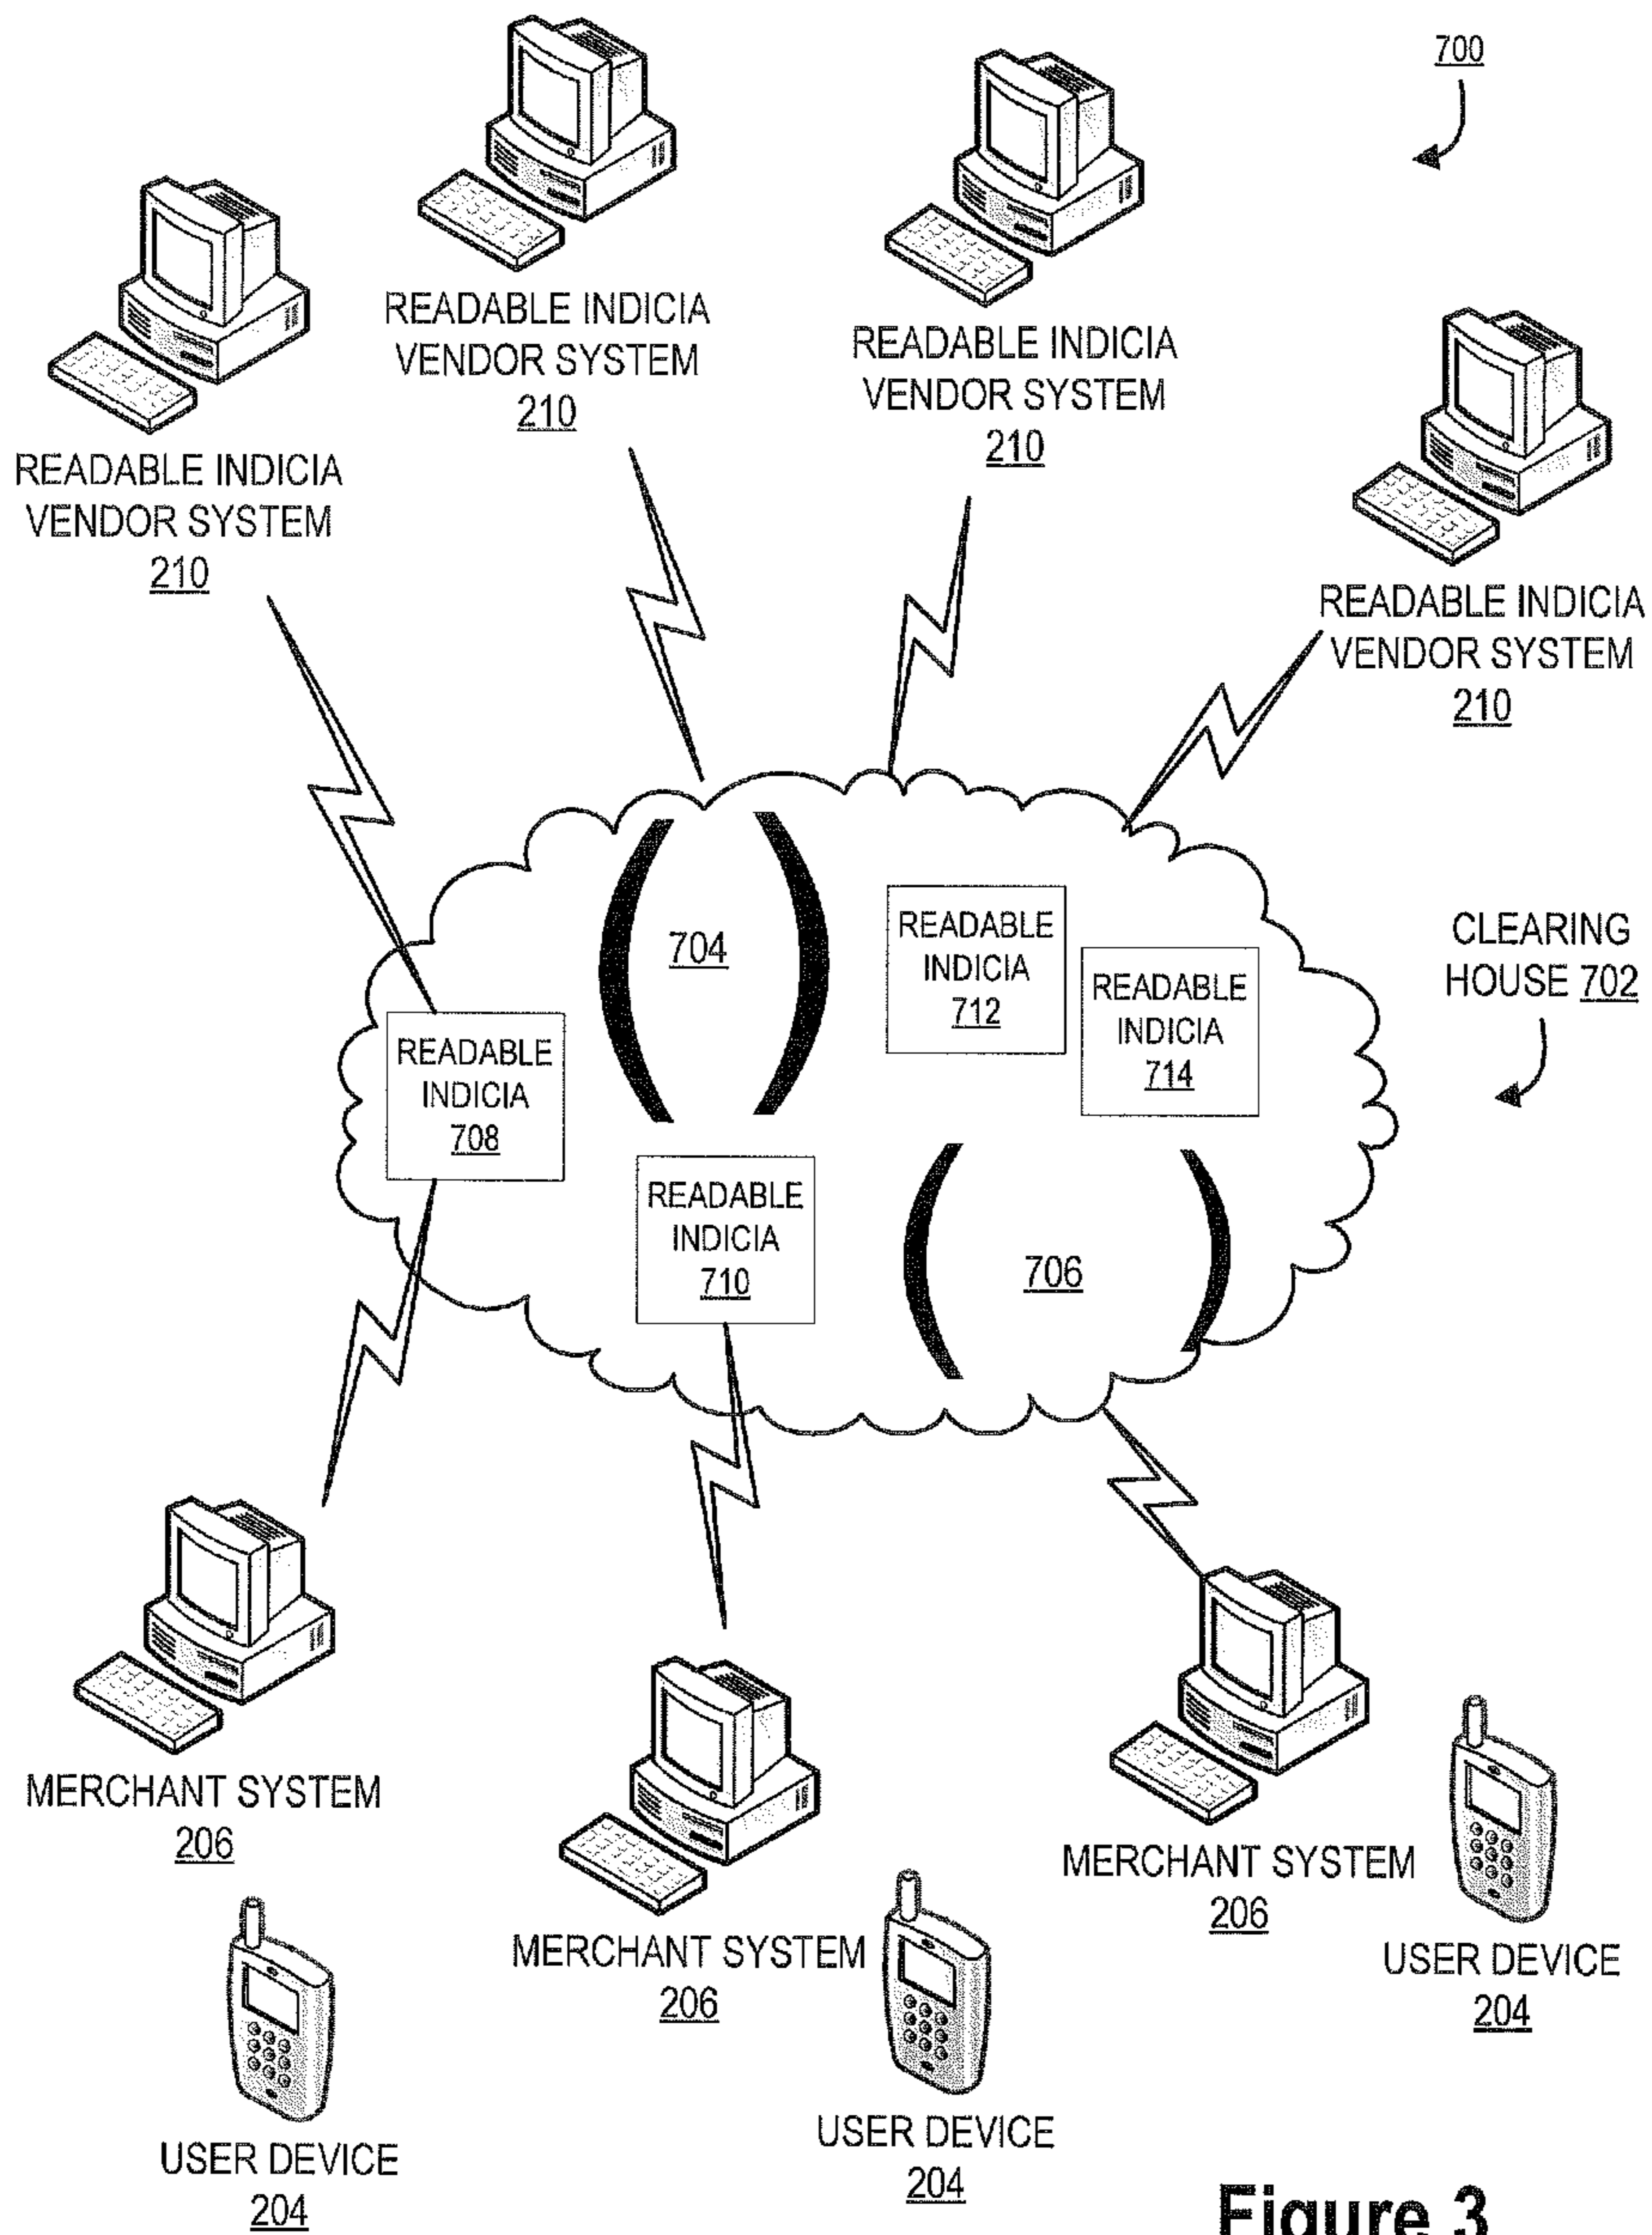 700
READABLE INDICIA
VENDOR SYSTEM
210
READABLE INDICIA
VENDOR SYSTEM
210
READABLE INDICIA
VENDOR SYSTEM
210
READABLE INDICIA
VENDOR SYSTEM
210
CLEARING
HOUSE 702
704
READABLE
INDICIA
712
READABLE
INDICIA
714
READABLE
INDICIA
708
READABLE
INDICIA
710
706
MERCHANT SYSTEM
206
MERCHANT SYSTEM
206
MERCHANT SYSTEM
206
USER DEVICE
204
USER DEVICE
204
USER DEVICE
204
Figure 3